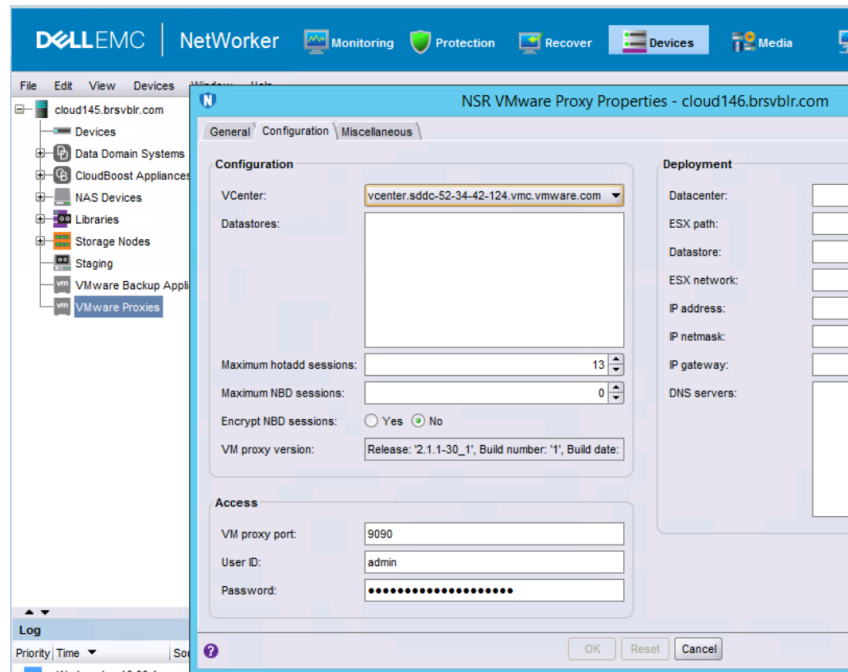 DELLEMC | NetWorker Monitoring Protection Recover Devices Media
File Edit View Devices
NSR VMware Proxy Properties - cloud146.brsvblr.com
cloud145.brsvblr.com
Devices
Data Domain Systems
CloudBoost Appliances
NAS Devices
Libraries
Storage Nodes
Staging
VMware Backup Appli
VMware Proxies
General Configuration Miscellaneous
Configuration
VCenter: vcenter.sddc-52-34-42-124.vmc.vmware.com
Datastores:
Maximum hotadd sessions: 13
Maximum NBD sessions: 0
Encrypt NBD sessions: Yes No
VM proxy version: Release: '2.1.1-30_1', Build number: '1', Build date:
Access
VM proxy port: 9090
User ID: admin
Password: ••••••••••••••••••••
Deployment
Datacenter:
ESX path:
Datastore:
ESX network:
IP address:
IP netmask:
IP gateway:
DNS servers:
OK Reset Cancel
Log
Priority Time Sou